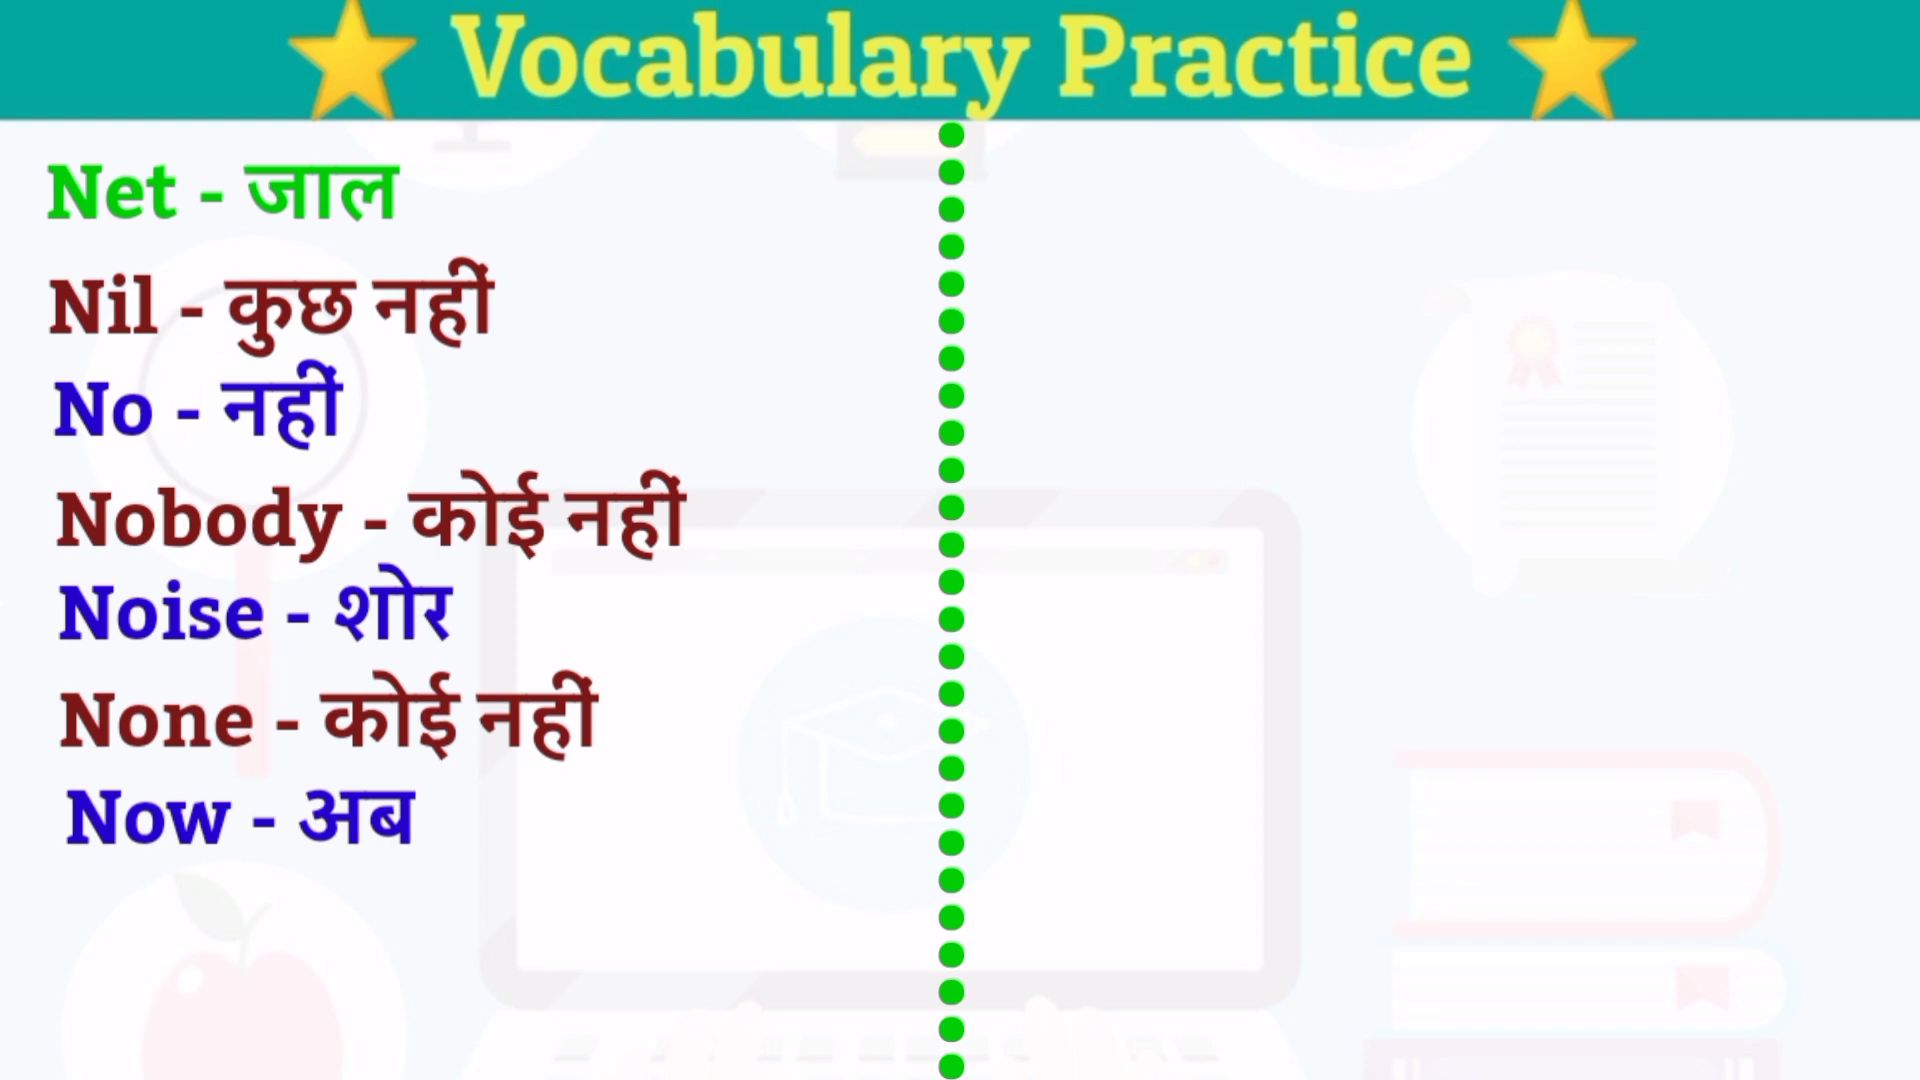 Vocabulary Practice
Net - जाल
Nil - कुछ नहीं
No - नहीं
Nobody - कोई नहीं
Noise - शोर
None - कोई नहीं
Now - अब